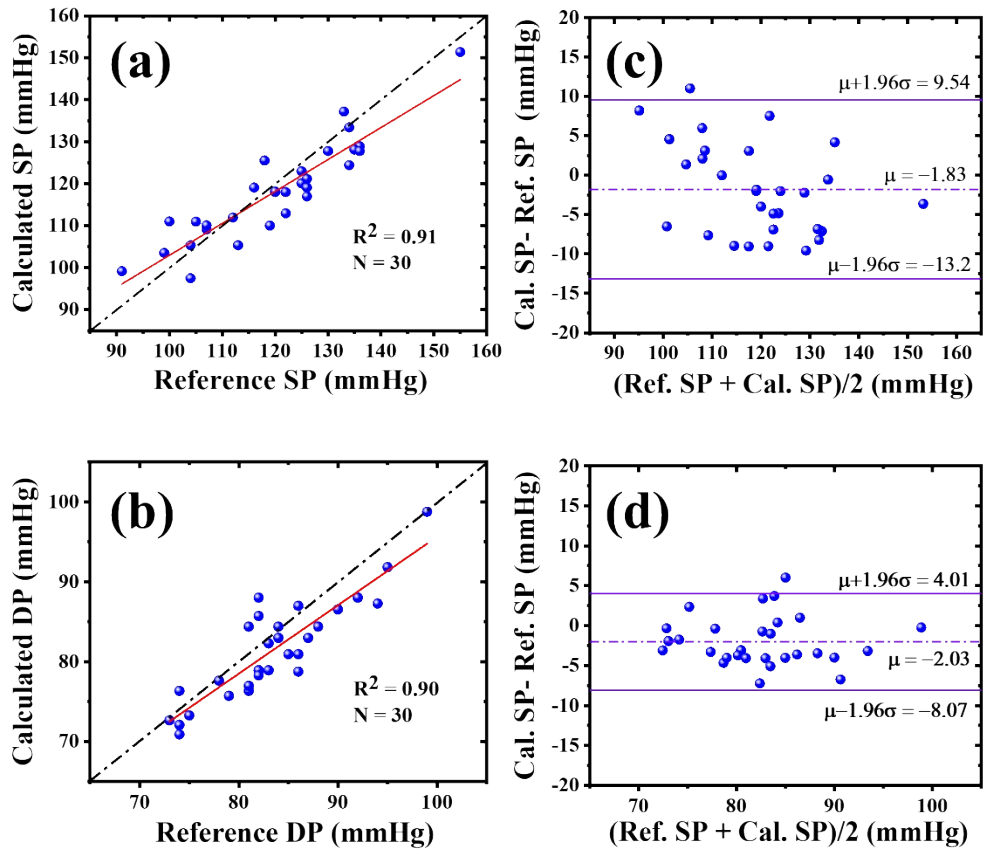 (a)
Calculated SP (mmHg)
160
150
140
130
120
110
100
90
R² = 0.91
N = 30
90 100 110 120 130 140 150 160
Reference SP (mmHg)
(c)
Cal. SP- Ref. SP (mmHg)
20
15
10
5
0
-5
-10
-15
-20
μ+1.96σ = 9.54
μ = −1.83
μ−1.96σ = −13.2
90 100 110 120 130 140 150 160
(Ref. SP + Cal. SP)/2 (mmHg)
(b)
Calculated DP (mmHg)
100
90
80
70
R² = 0.90
N = 30
70 80 90 100
Reference DP (mmHg)
(d)
Cal. SP- Ref. SP (mmHg)
20
15
10
5
0
-5
-10
-15
-20
μ+1.96σ = 4.01
μ = −2.03
μ−1.96σ = −8.07
70 80 90 100
(Ref. SP + Cal. SP)/2 (mmHg)